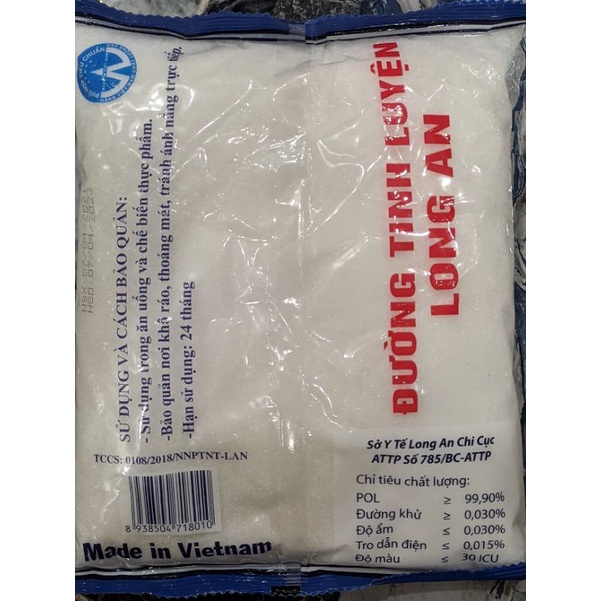 ĐƯỜNG TINH LUYỆN
LONG AN
SỬ DỤNG VÀ CÁCH BẢO QUẢN:
- Sử dụng trong ăn uống và chế biến thực phẩm.
-Bảo quản nơi khô ráo, thoáng mát, tránh ánh nắng trực tiếp.
-Hạn sử dụng: 24 tháng
TCCS: 0108/2018/NNPTNT-LAN
8 938504 718010
Made in Vietnam
Sở Y Tế Long An Chi Cục
ATTP Số 785/BC-ATTP
Chỉ tiêu chất lượng:
POL ≥ 99,90%
Đường khử ≥ 0,030%
Độ ẩm ≤ 0,030%
Tro dẫn điện ≤ 0,015%
Độ màu ≤ 30 ICU